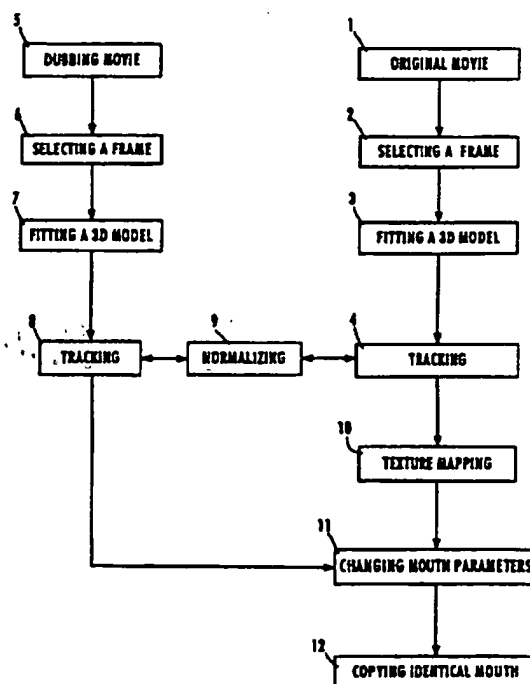 5
DUBBING MOVIE
1
ORIGINAL MOVIE
6
SELECTING A FRAME
2
SELECTING A FRAME
7
FITTING A 3D MODEL
3
FITTING A 3D MODEL
8
TRACKING
9
NORMALIZING
4
TRACKING
10
TEXTURE MAPPING
11
CHANGING MOUTH PARAMETERS
12
COPYING IDENTICAL MOUTH